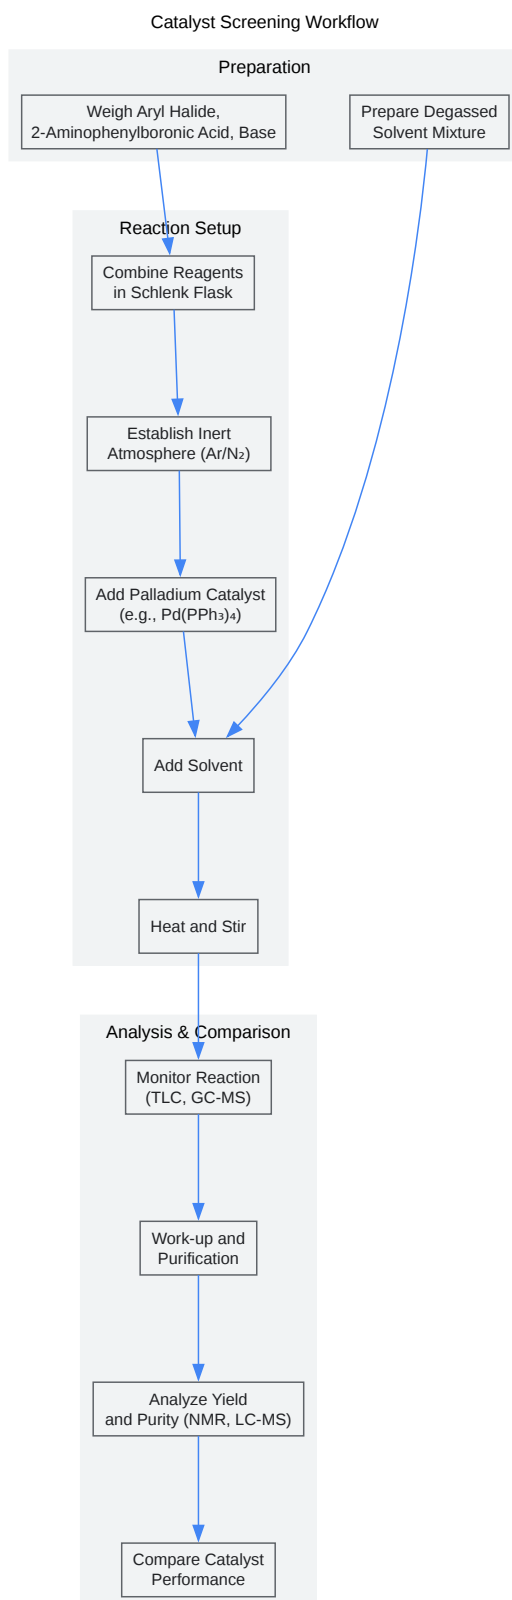 Catalyst Screening Workflow
Preparation
Weigh Aryl Halide,
2-Aminophenylboronic Acid, Base
Prepare Degassed
Solvent Mixture
Reaction Setup
Combine Reagents
in Schlenk Flask
Establish Inert
Atmosphere (Ar/N₂)
Add Palladium Catalyst
(e.g., Pd(PPh₃)₄)
Add Solvent
Heat and Stir
Analysis & Comparison
Monitor Reaction
(TLC, GC-MS)
Work-up and
Purification
Analyze Yield
and Purity (NMR, LC-MS)
Compare Catalyst
Performance